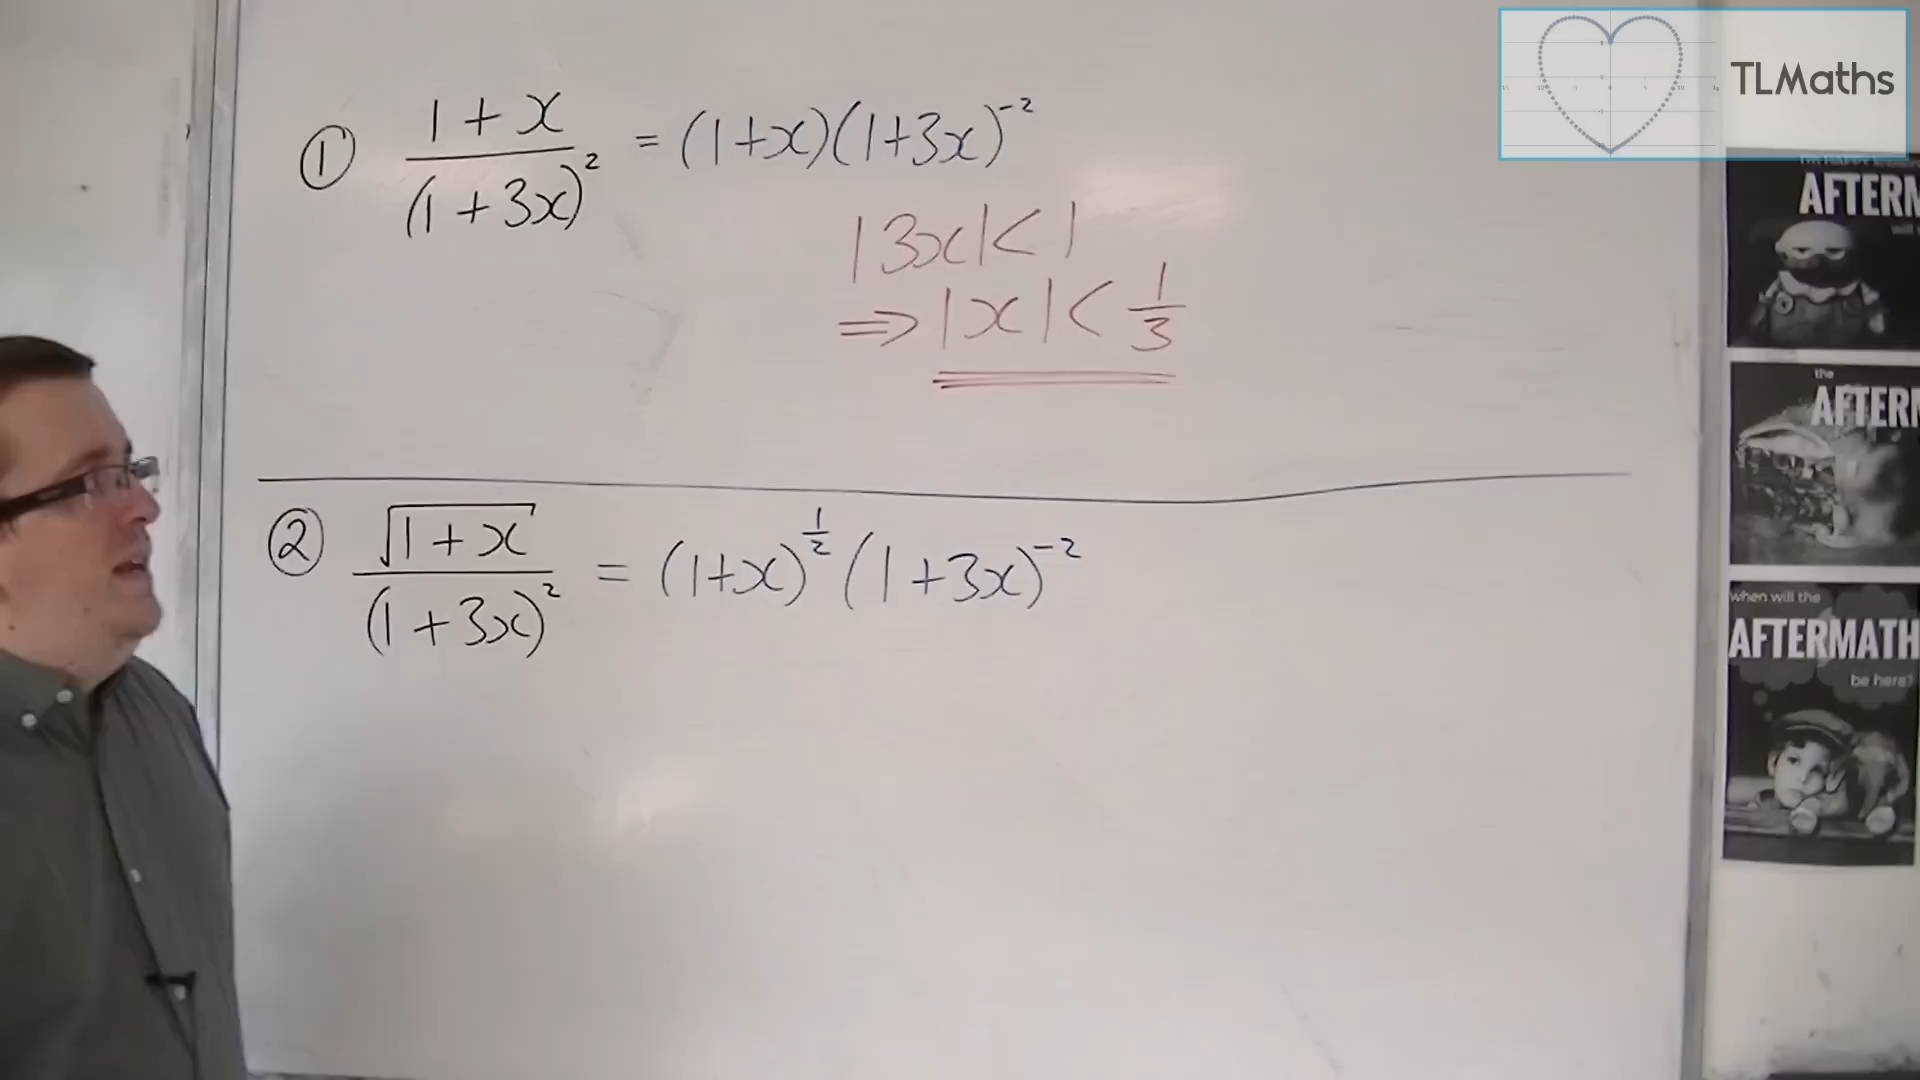 ① (1+x)/(1+3x)² = (1+x)(1+3x)⁻²
|3x|<1
⇒ |x|<1/3
② √(1+x)/(1+3x)² = (1+x)^(1/2) (1+3x)⁻²
TLMaths
AFTERM
the
AFTERM
when will the
AFTERMATH
be here?